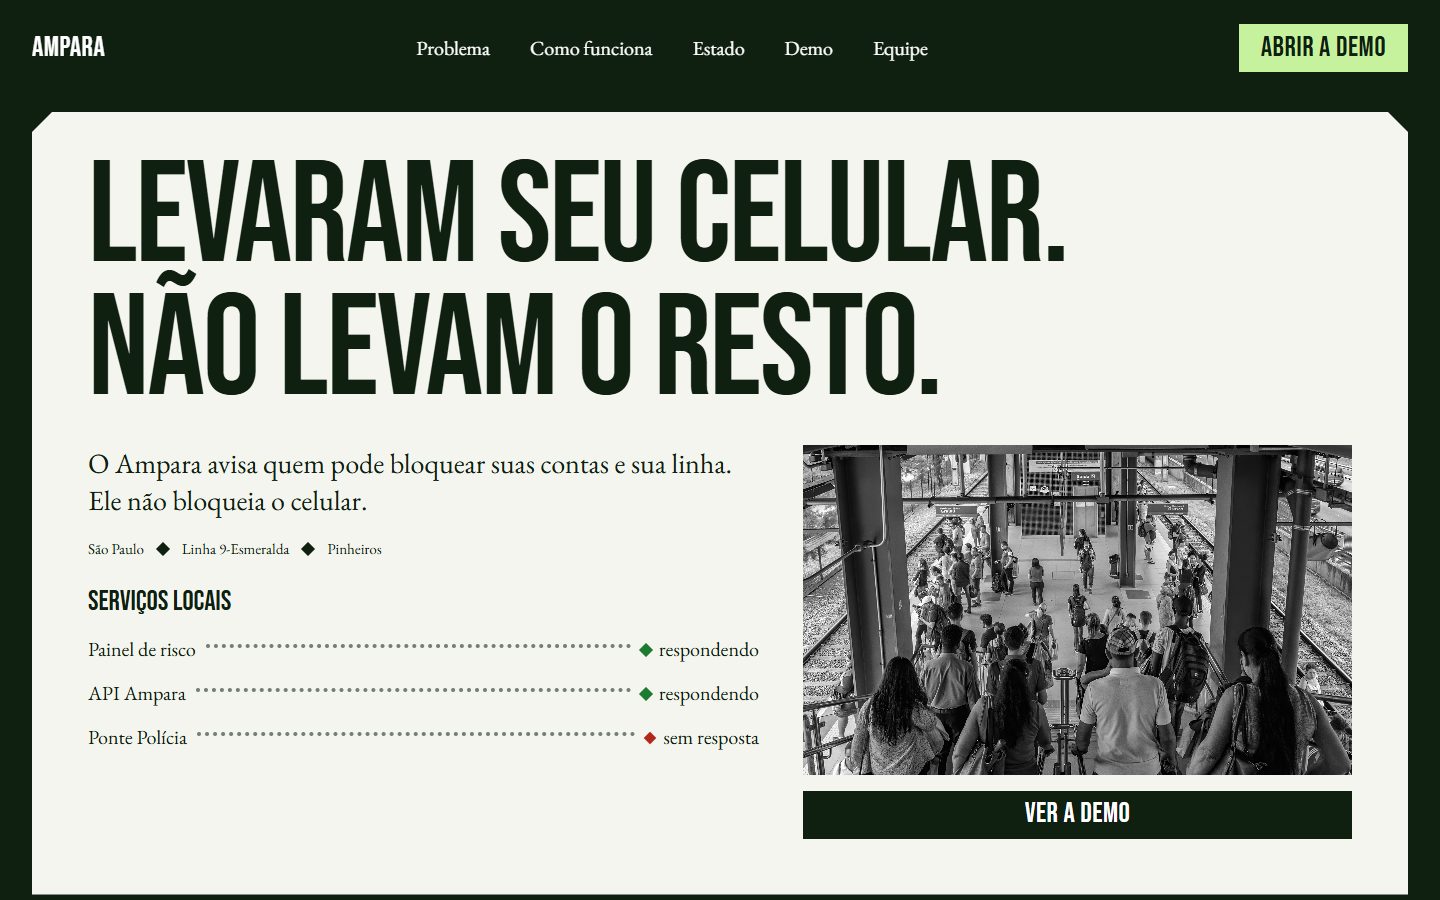 AMPARA
Problema
Como funciona
Estado
Demo
Equipe
ABRIR A DEMO
LEVARAM SEU CELULAR.
NÃO LEVAM O RESTO.
O Ampara avisa quem pode bloquear suas contas e sua linha.
Ele não bloqueia o celular.
São Paulo ◆ Linha 9-Esmeralda ◆ Pinheiros
SERVIÇOS LOCAIS
Painel de risco ◆ respondendo
API Ampara ◆ respondendo
Ponte Polícia ◆ sem resposta
VER A DEMO